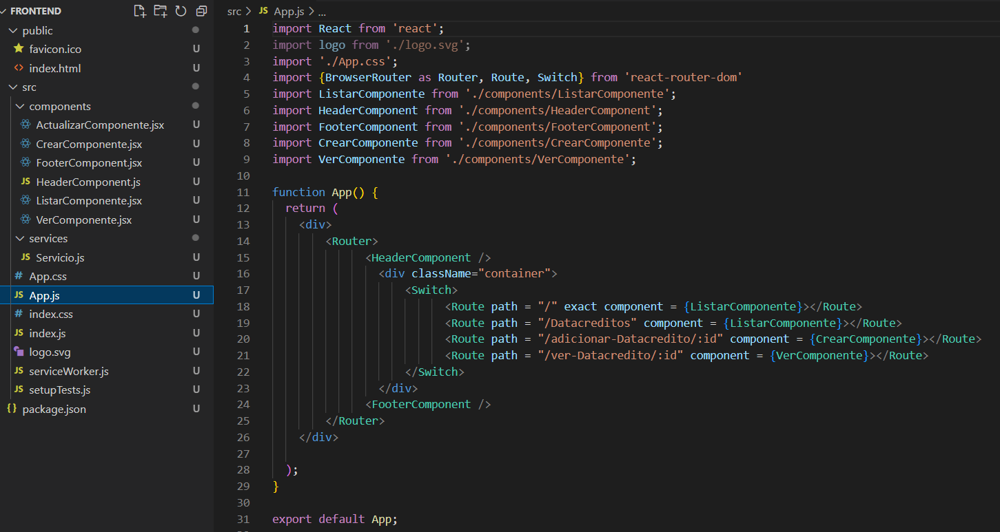 FRONTEND
public
favicon.ico U
<> index.html U
src
components
ActualizarComponente.jsx U
CrearComponente.jsx U
FooterComponent.jsx U
JS HeaderComponent.js U
ListarComponente.jsx U
VerComponente.jsx U
services
JS Servicio.js U
# App.css U
JS App.js U
# index.css U
JS index.js U
logo.svg U
JS serviceWorker.js U
JS setupTests.js U
{} package.json U
src > JS App.js > ...
1 import React from 'react';
2 import logo from './logo.svg';
3 import './App.css';
4 import {BrowserRouter as Router, Route, Switch} from 'react-router-dom'
5 import ListarComponente from './components/ListarComponente';
6 import HeaderComponent from './components/HeaderComponent';
7 import FooterComponent from './components/FooterComponent';
8 import CrearComponente from './components/CrearComponente';
9 import VerComponente from './components/VerComponente';
10
11 function App() {
12 return (
13 <div>
14 <Router>
15 <HeaderComponent />
16 <div className="container">
17 <Switch>
18 <Route path = "/" exact component = {ListarComponente}></Route>
19 <Route path = "/Datacreditos" component = {ListarComponente}></Route>
20 <Route path = "/adicionar-Datacredito/:id" component = {CrearComponente}></Route>
21 <Route path = "/ver-Datacredito/:id" component = {VerComponente}></Route>
22 </Switch>
23 </div>
24 <FooterComponent />
25 </Router>
26 </div>
27
28 );
29 }
30
31 export default App;